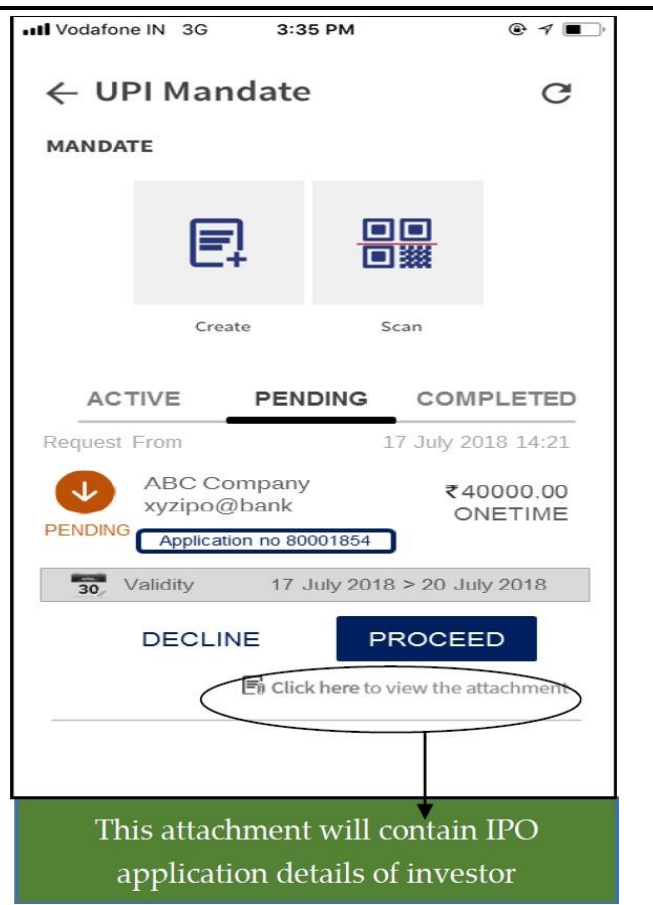 Vodafone IN 3G 3:35 PM
← UPI Mandate
MANDATE
Create Scan
ACTIVE PENDING COMPLETED
Request From 17 July 2018 14:21
ABC Company ₹40000.00
xyzipo@bank ONETIME
PENDING Application no 80001854
30 Validity 17 July 2018 > 20 July 2018
DECLINE PROCEED
Click here to view the attachment
This attachment will contain IPO
application details of investor